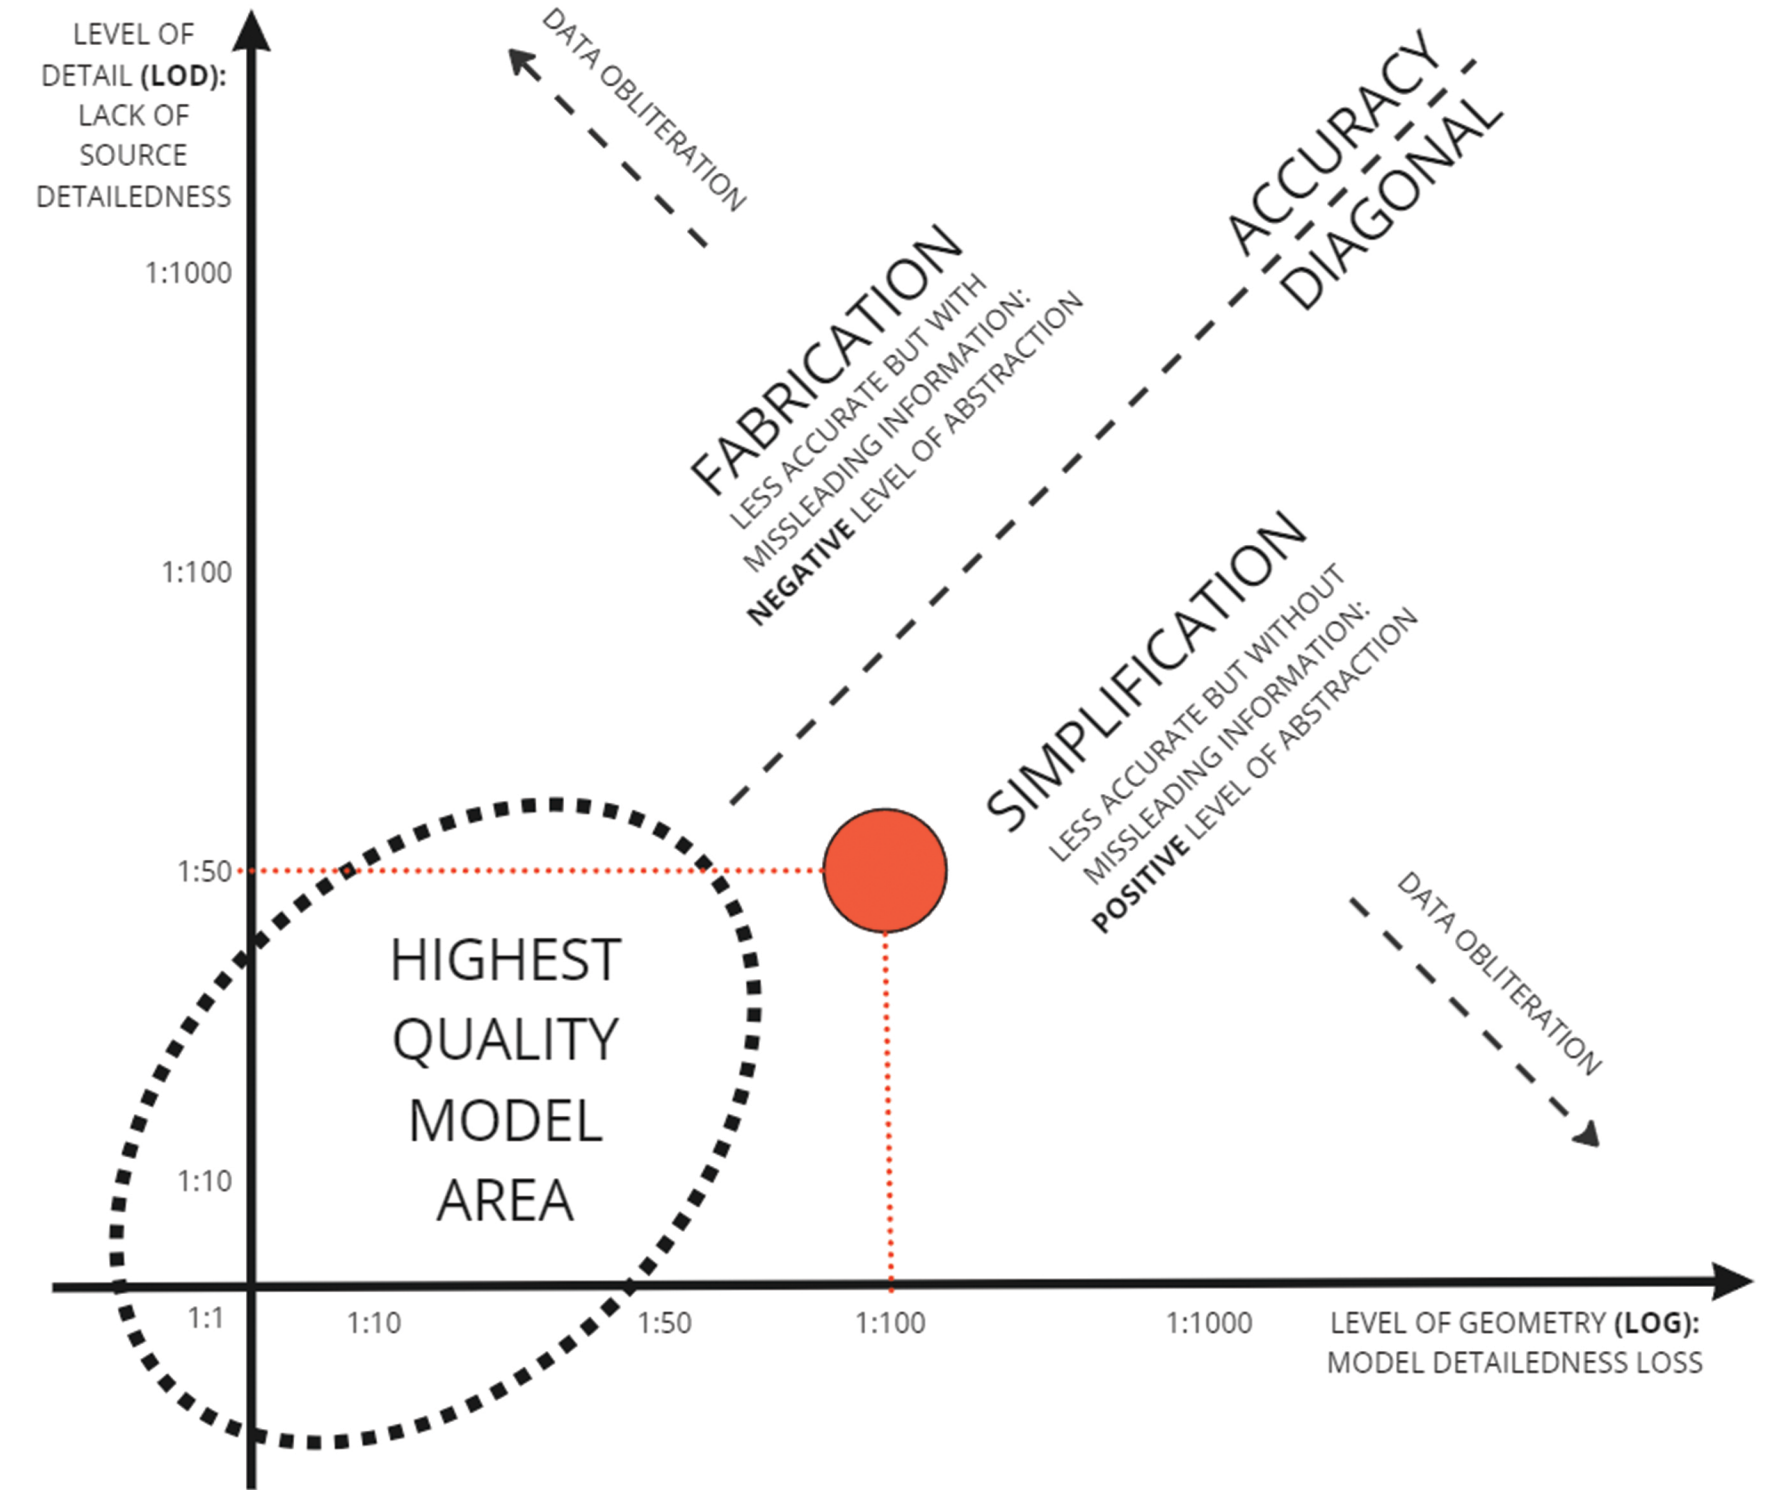 LEVEL OF
DETAIL (LOD):
LACK OF
SOURCE
DETAILEDNESS
1:1000
1:100
1:50
1:10
DATA OBLITERATION
FABRICATION
LESS ACCURATE BUT WITH
MISSLEADING INFORMATION:
NEGATIVE LEVEL OF ABSTRACTION
ACCURACY
DIAGONAL
SIMPLIFICATION
LESS ACCURATE BUT WITHOUT
MISSLEADING INFORMATION:
POSITIVE LEVEL OF ABSTRACTION
DATA OBLITERATION
HIGHEST
QUALITY
MODEL
AREA
1:1
1:10
1:50
1:100
1:1000
LEVEL OF GEOMETRY (LOG):
MODEL DETAILEDNESS LOSS